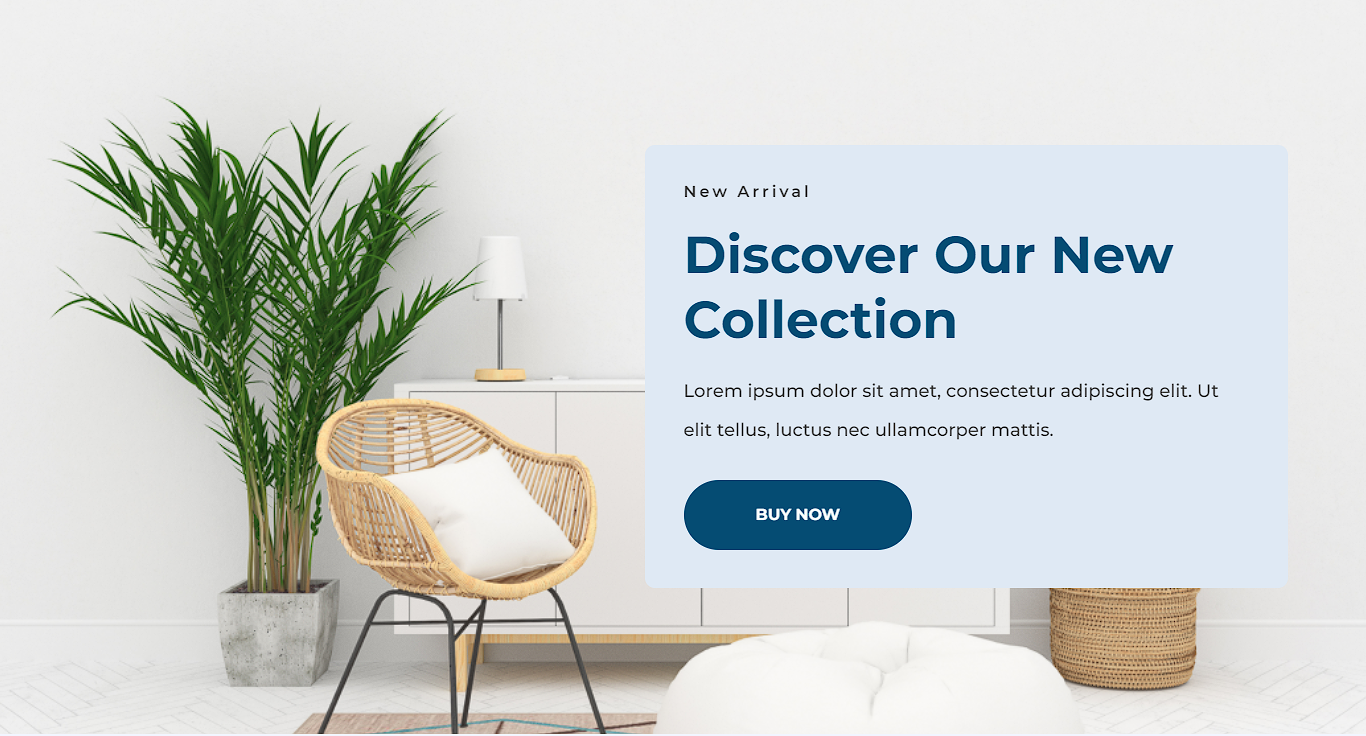 New Arrival
Discover Our New
Collection
Lorem ipsum dolor sit amet, consectetur adipiscing elit. Ut
elit tellus, luctus nec ullamcorper mattis.
BUY NOW